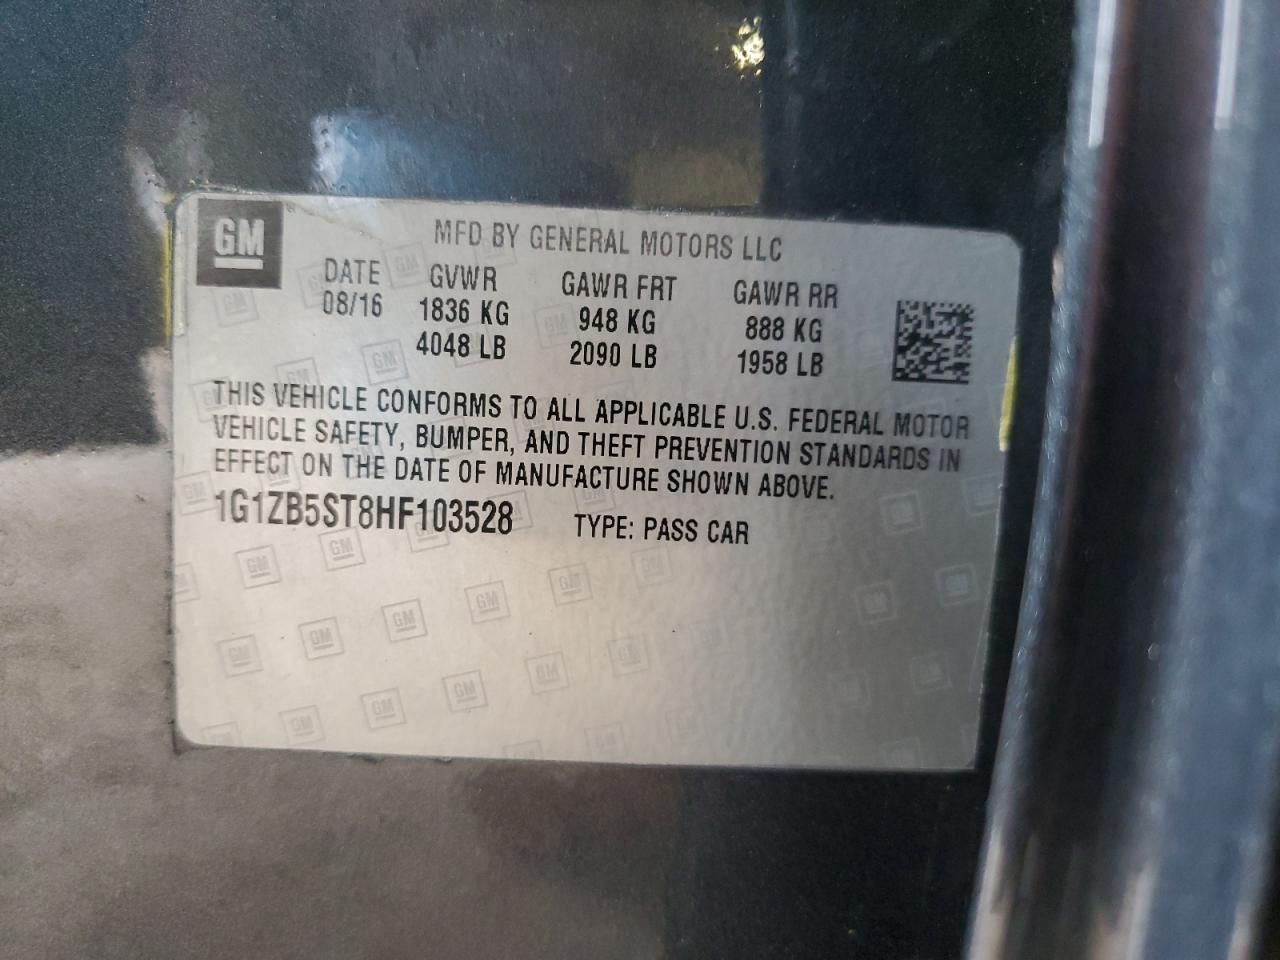 GM
MFD BY GENERAL MOTORS LLC
DATE GVWR GAWR FRT GAWR RR
08/16 1836 KG 948 KG 888 KG
4048 LB 2090 LB 1958 LB
THIS VEHICLE CONFORMS TO ALL APPLICABLE U.S. FEDERAL MOTOR
VEHICLE SAFETY, BUMPER, AND THEFT PREVENTION STANDARDS IN
EFFECT ON THE DATE OF MANUFACTURE SHOWN ABOVE.
1G1ZB5ST8HF103528 TYPE: PASS CAR